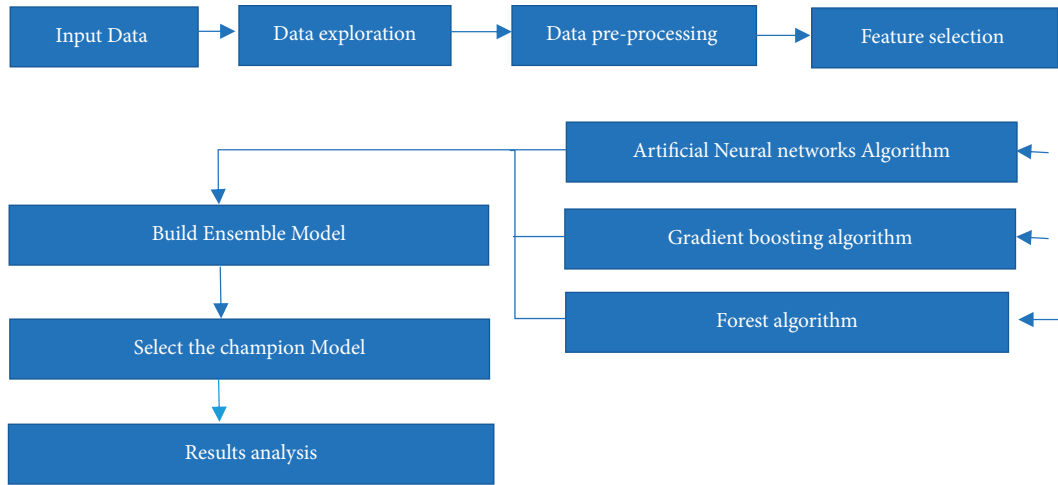 Input Data
Data exploration
Data pre-processing
Feature selection
Artificial Neural networks Algorithm
Gradient boosting algorithm
Forest algorithm
Build Ensemble Model
Select the champion Model
Results analysis